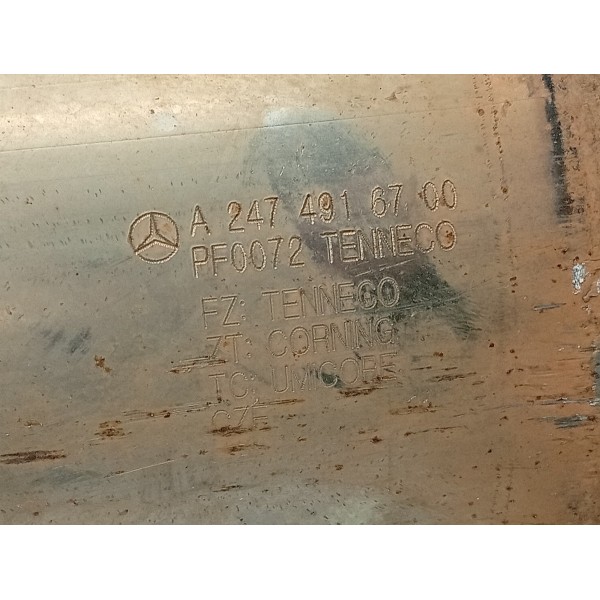 A 247 491 67 00
PF0072 TENNECO
FZ: TENNECO
ZT: CORNING
TC: UMICORE
CZE